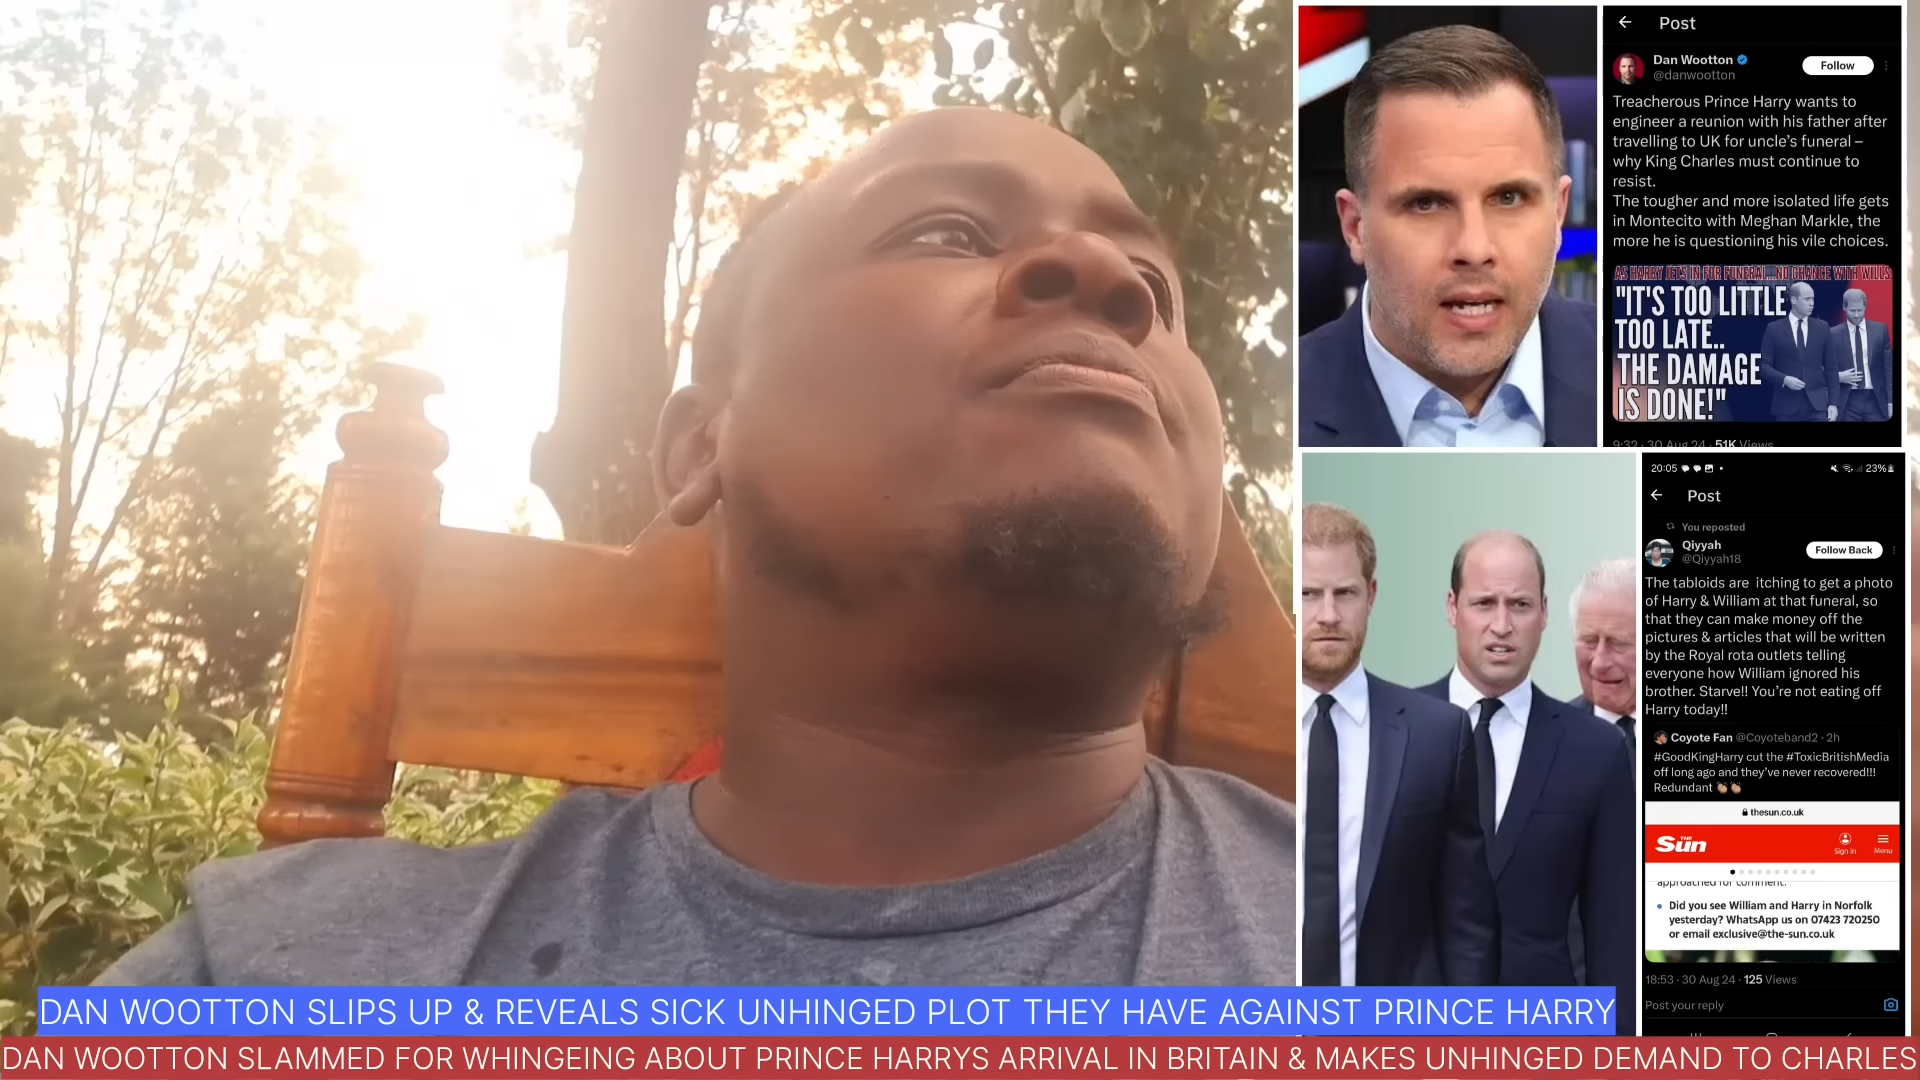 Post
Dan Wootton
@danwootton
Follow
Treacherous Prince Harry wants to
engineer a reunion with his father after
travelling to UK for uncle's funeral –
why King Charles must continue to
resist.
The tougher and more isolated life gets
in Montecito with Meghan Markle, the
more he is questioning his vile choices.
AS HARRY JETS IN FOR FUNERAL...NO CHANCE WITH WILLS
"IT'S TOO LITTLE
TOO LATE..
THE DAMAGE
IS DONE!"
9:32 · 30 Aug 24 · 51K Views
20:05
23%
Post
You reposted
Qiyyah
@Qiyyah18
Follow Back
The tabloids are itching to get a photo
of Harry & William at that funeral, so
that they can make money off the
pictures & articles that will be written
by the Royal rota outlets telling
everyone how William ignored his
brother. Starve!! You're not eating off
Harry today!!
Coyote Fan @Coyoteband2 · 2h
#GoodKingHarry cut the #ToxicBritishMedia
off long ago and they've never recovered!!!
Redundant 👏🏽👏🏽
thesun.co.uk
THE Sun
Sign in
Menu
approached for comment.
• Did you see William and Harry in Norfolk
yesterday? WhatsApp us on 07423 720250
or email exclusive@the-sun.co.uk
18:53 · 30 Aug 24 · 125 Views
Post your reply
DAN WOOTTON SLIPS UP & REVEALS SICK UNHINGED PLOT THEY HAVE AGAINST PRINCE HARRY
DAN WOOTTON SLAMMED FOR WHINGEING ABOUT PRINCE HARRYS ARRIVAL IN BRITAIN & MAKES UNHINGED DEMAND TO CHARLES